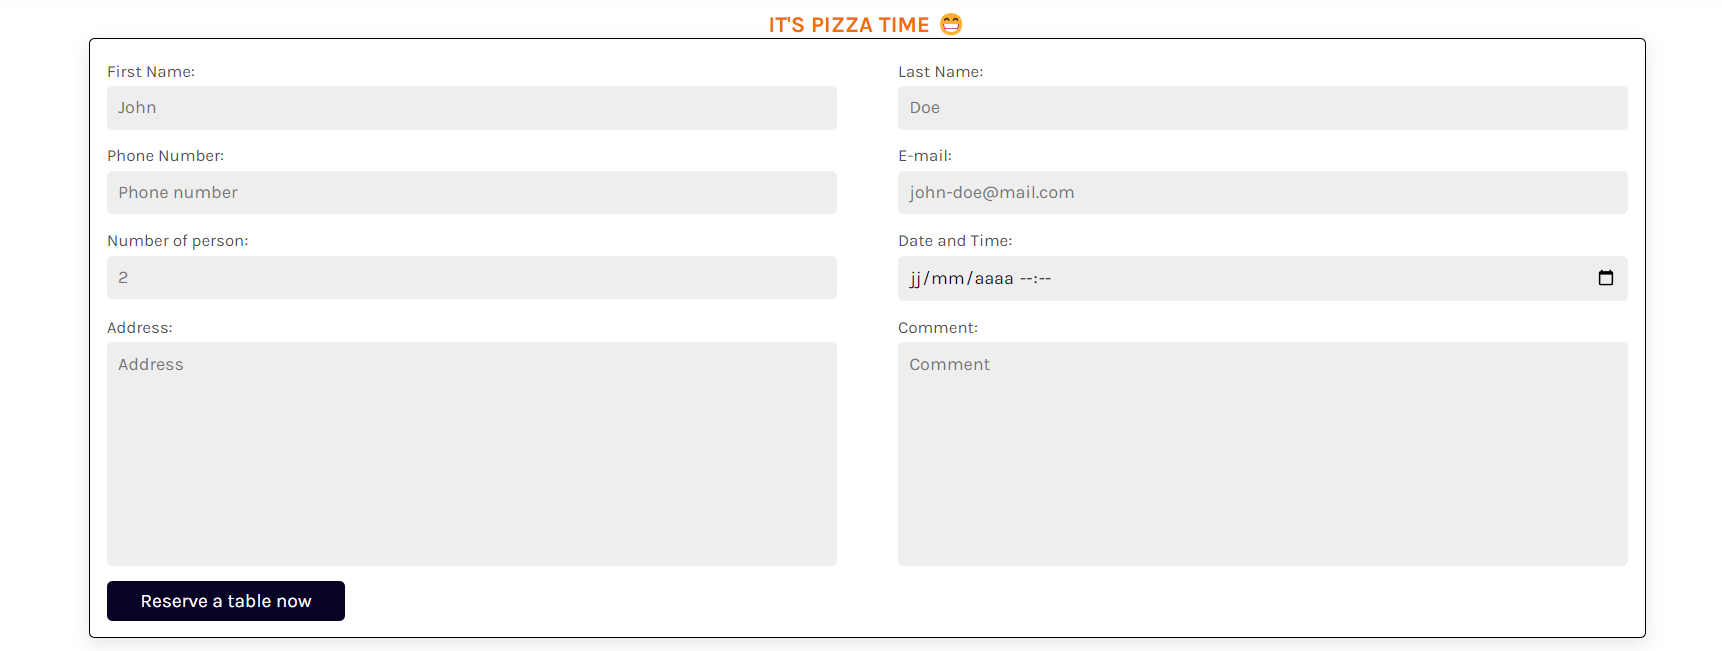 IT'S PIZZA TIME 😁
First Name:
John
Last Name:
Doe
Phone Number:
Phone number
E-mail:
john-doe@mail.com
Number of person:
2
Date and Time:
jj/mm/aaaa --:--
Address:
Address
Comment:
Comment
Reserve a table now